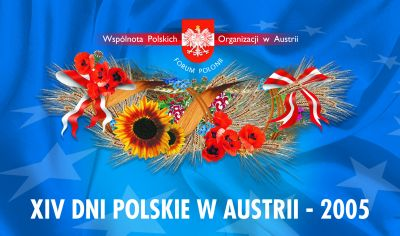 Wspólnota Polskich Organizacji w Austrii
FORUM POLONII
XIV DNI POLSKIE W AUSTRII - 2005